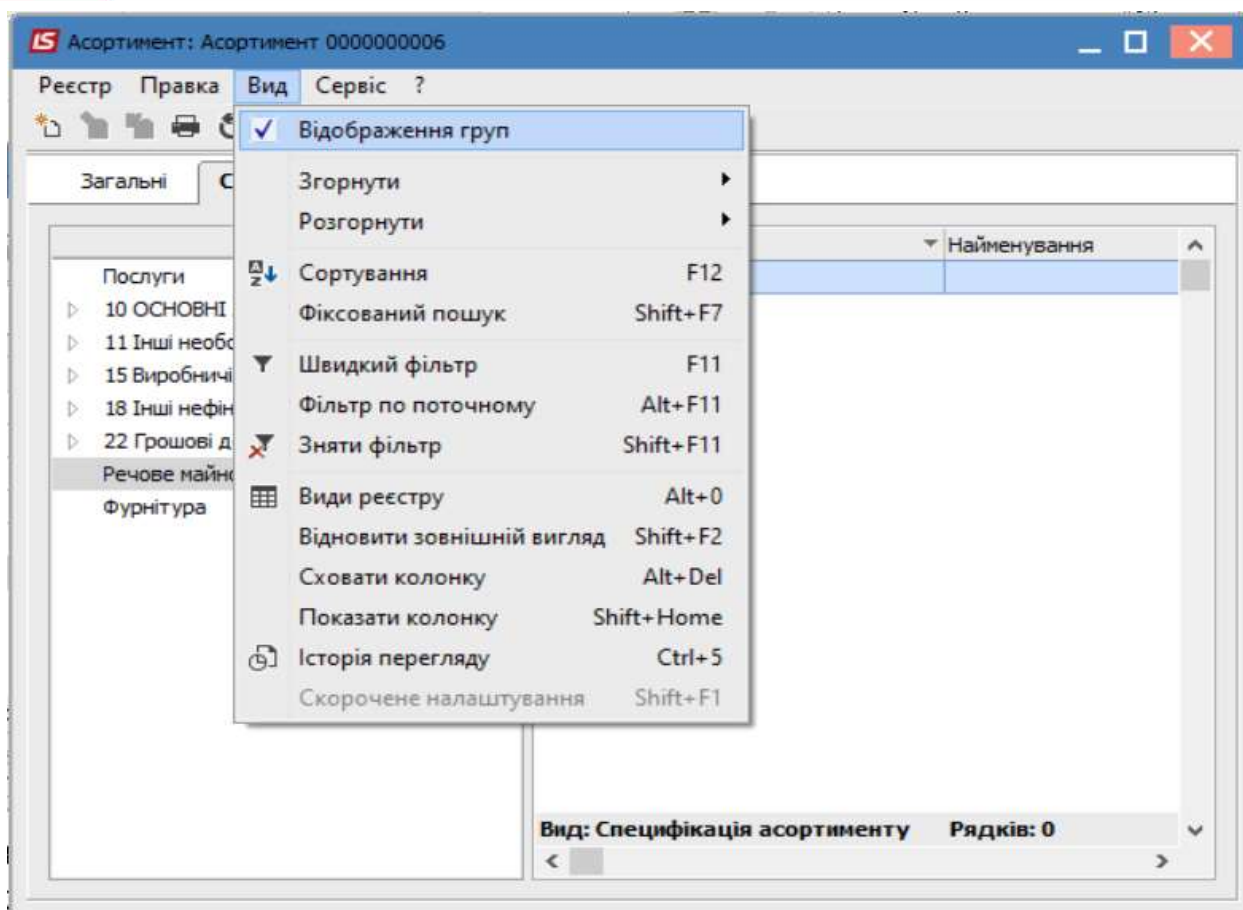 Асортимент: Асортимент 0000000006
Реєстр Правка Вид Сервіс ?
Відображення груп
Загальні
Згорнути
Розгорнути
Найменування
Послуги
Сортування F12
10 ОСНОВНІ
Фіксований пошук Shift+F7
11 Інші
Швидкий фільтр F11
15 Виробничі
Фільтр по поточному Alt+F11
18 Інші
22 Грошові
Зняти фільтр Shift+F11
Речове
Види реєстру Alt+0
Фурнітура
Відновити зовнішній вигляд Shift+F2
Сховати колонку Alt+Del
Показати колонку Shift+Home
Історія перегляду Ctrl+5
Скорочене налаштування Shift+F1
Вид: Специфікація асортименту Рядків: 0